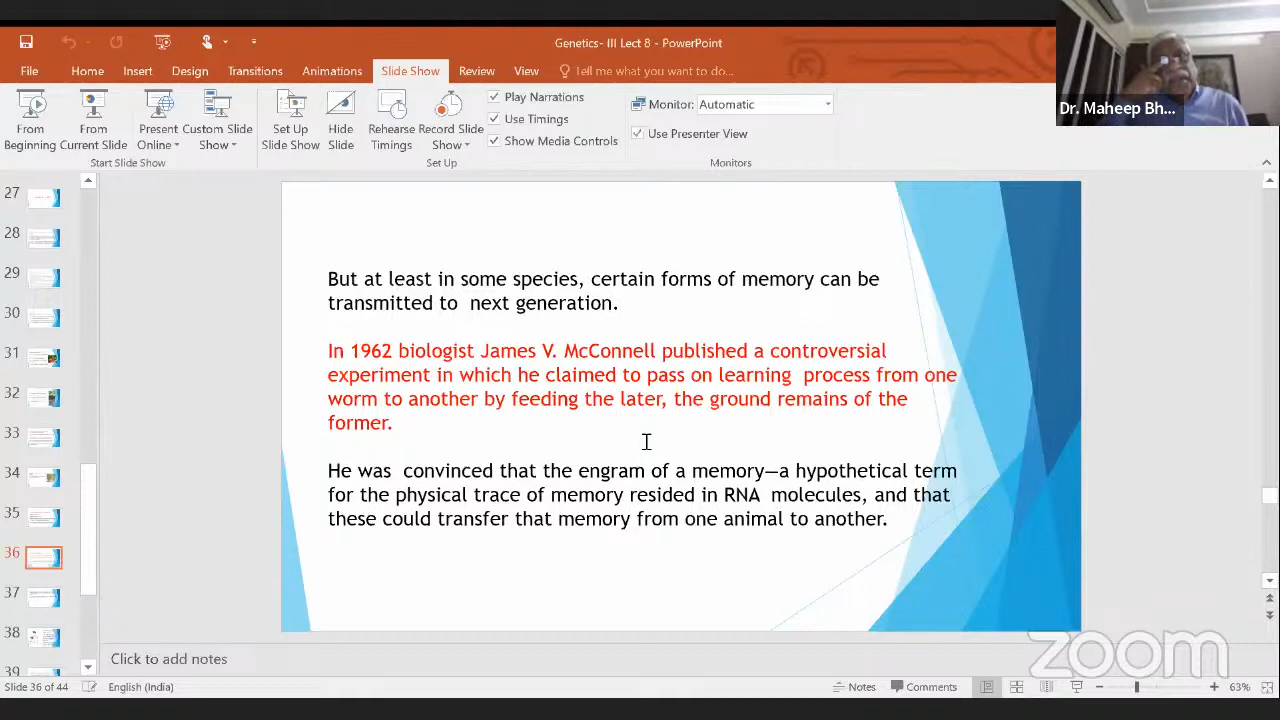 Genetics- III Lect 8 - PowerPoint
File Home Insert Design Transitions Animations Slide Show Review View Tell me what you want to do...
From Beginning
From Current Slide
Present Online
Custom Slide Show
Start Slide Show
Set Up Slide Show
Hide Slide
Rehearse Timings
Record Slide Show
Play Narrations
Use Timings
Show Media Controls
Set Up
Monitor: Automatic
Use Presenter View
Monitors
Dr. Maheep Bh...
27
28
29
30
31
32
33
34
35
36
37
38
39
But at least in some species, certain forms of memory can be
transmitted to next generation.
In 1962 biologist James V. McConnell published a controversial
experiment in which he claimed to pass on learning process from one
worm to another by feeding the later, the ground remains of the
former.
He was convinced that the engram of a memory—a hypothetical term
for the physical trace of memory resided in RNA molecules, and that
these could transfer that memory from one animal to another.
zoom
Click to add notes
Slide 36 of 44 English (India) Notes Comments 63%